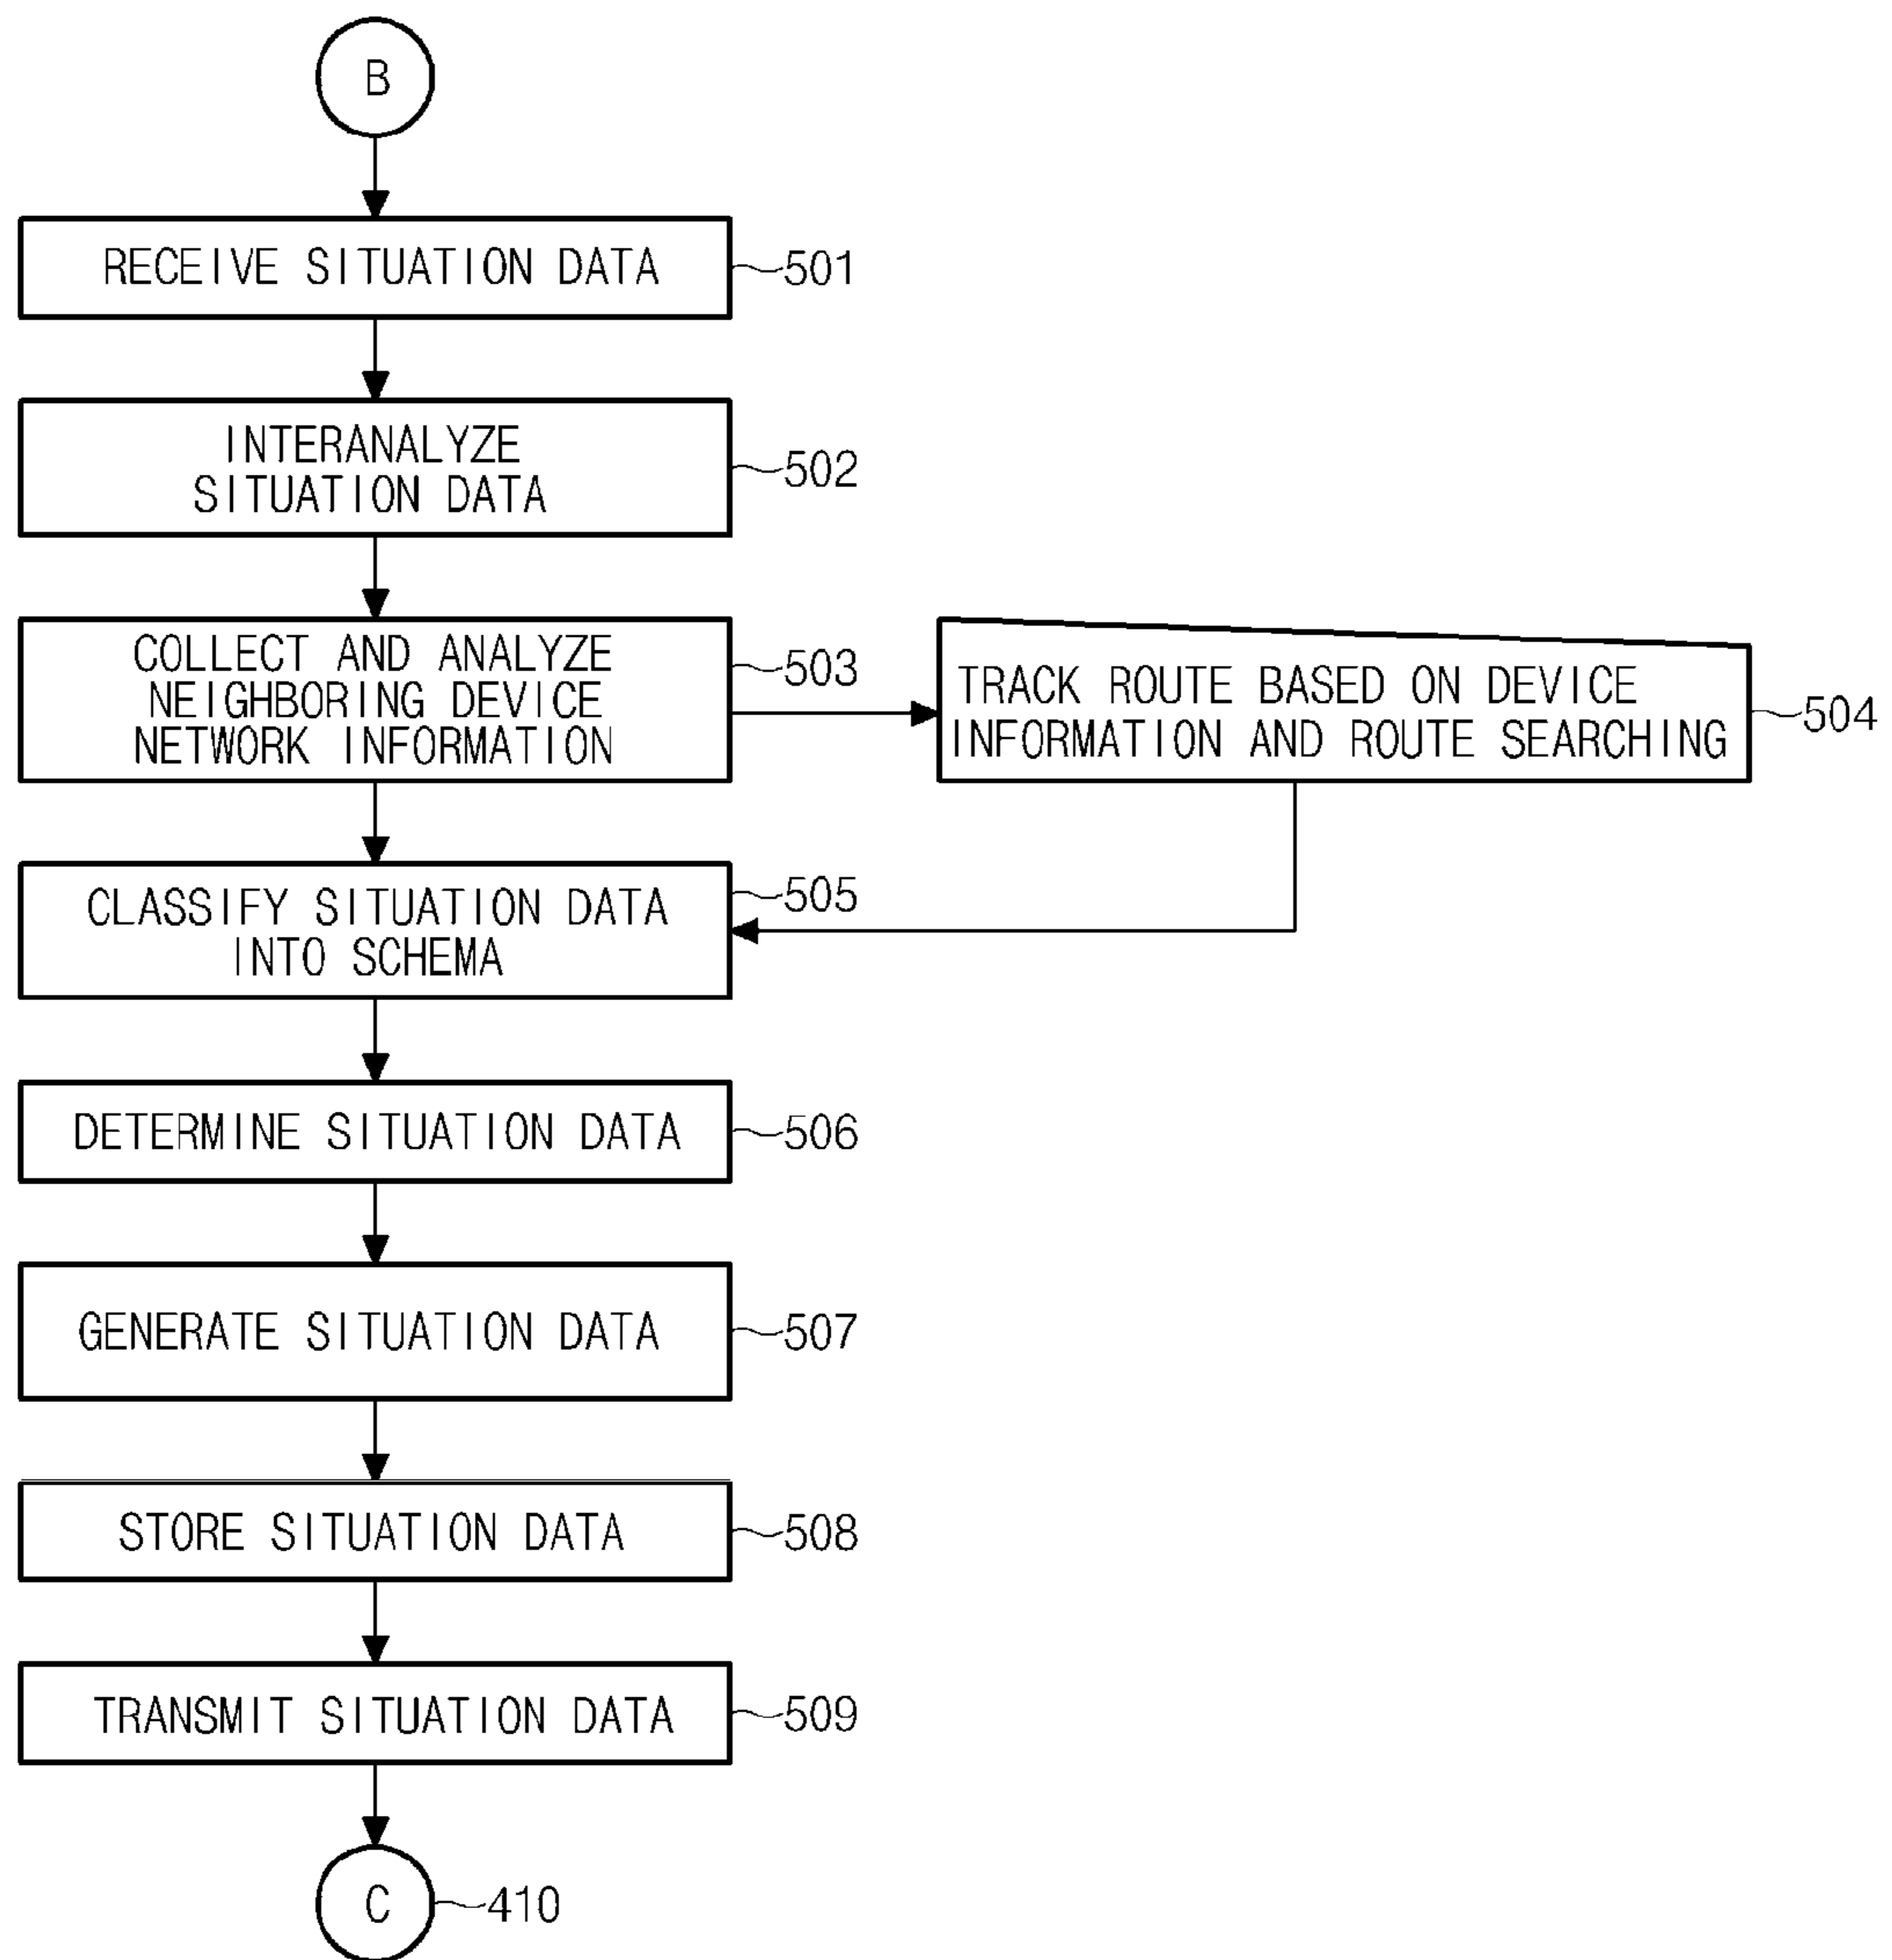 B
RECEIVE SITUATION DATA
501
INTERANALYZE
SITUATION DATA
502
COLLECT AND ANALYZE
NEIGHBORING DEVICE
NETWORK INFORMATION
503
TRACK ROUTE BASED ON DEVICE
INFORMATION AND ROUTE SEARCHING
504
CLASSIFY SITUATION DATA
INTO SCHEMA
505
DETERMINE SITUATION DATA
506
GENERATE SITUATION DATA
507
STORE SITUATION DATA
508
TRANSMIT SITUATION DATA
509
C
410